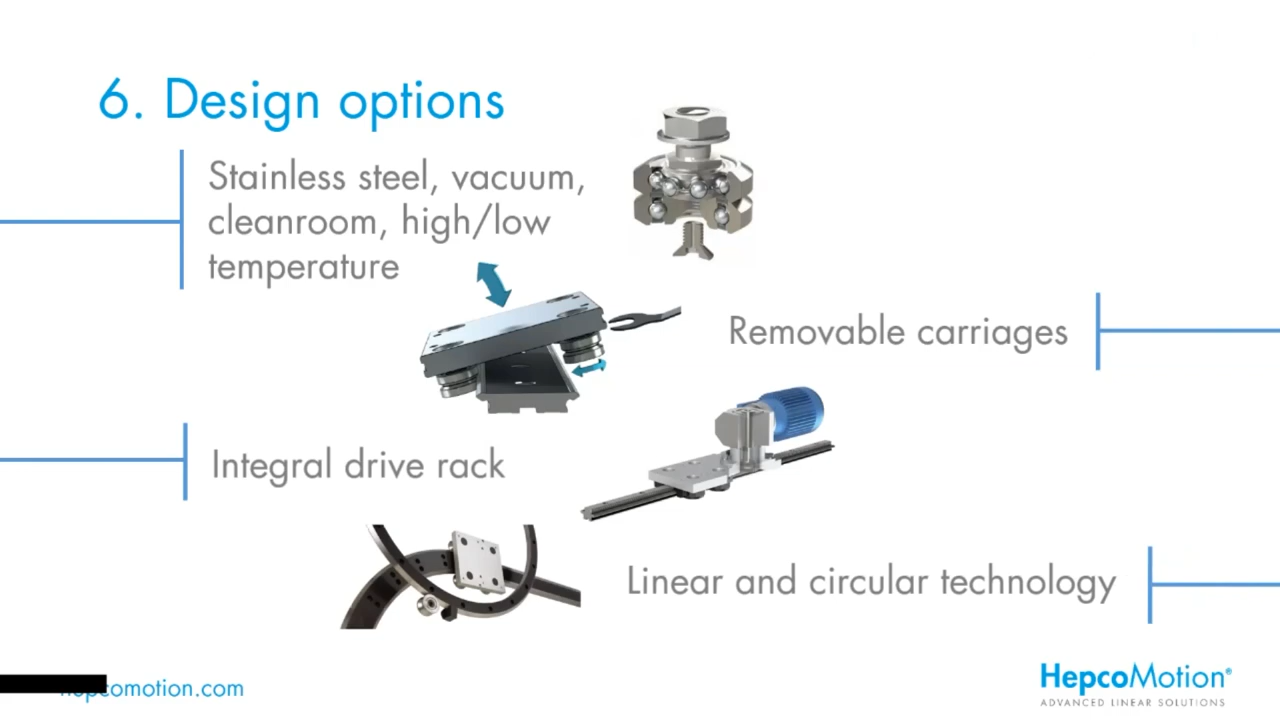 6. Design options
Stainless steel, vacuum,
cleanroom, high/low
temperature
Removable carriages
Integral drive rack
Linear and circular technology
hepcomotion.com
HepcoMotion®
ADVANCED LINEAR SOLUTIONS